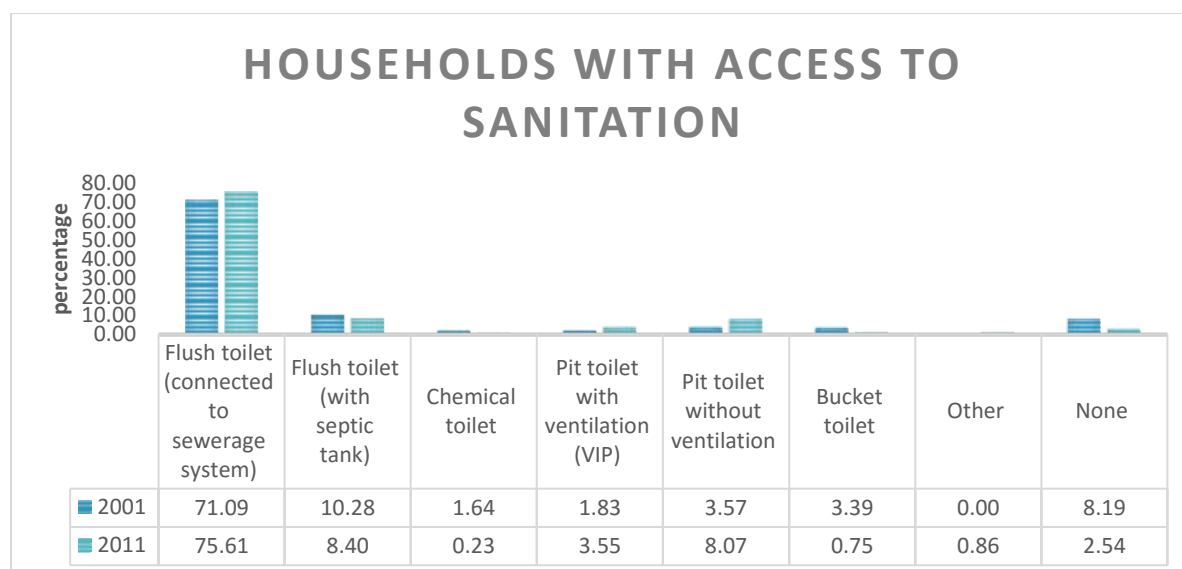 HOUSEHOLDS WITH ACCESS TO
SANITATION
percentage
80.00
70.00
60.00
50.00
40.00
30.00
20.00
10.00
0.00
Flush toilet
(connected
to
sewerage
system)
Flush toilet
(with
septic
tank)
Chemical
toilet
Pit toilet
with
ventilation
(VIP)
Pit toilet
without
ventilation
Bucket
toilet
Other
None
2001 71.09 10.28 1.64 1.83 3.57 3.39 0.00 8.19
2011 75.61 8.40 0.23 3.55 8.07 0.75 0.86 2.54